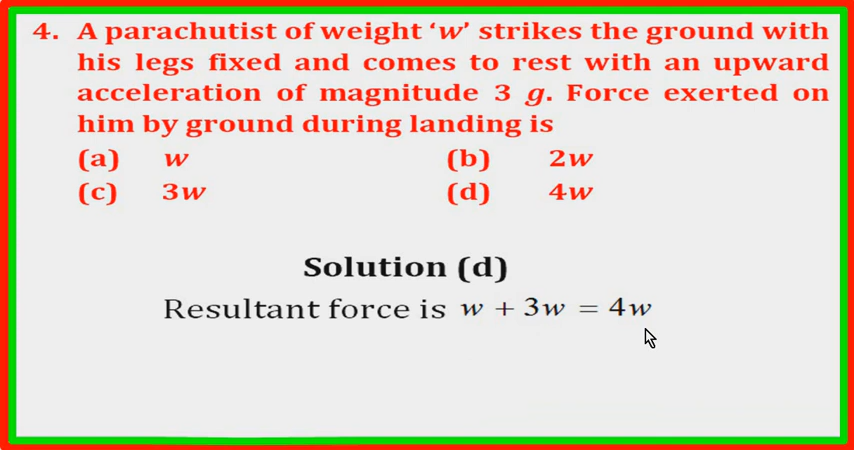 4. A parachutist of weight ‘w’ strikes the ground with
his legs fixed and comes to rest with an upward
acceleration of magnitude 3 g. Force exerted on
him by ground during landing is
(a) w (b) 2w
(c) 3w (d) 4w
Solution (d)
Resultant force is w + 3w = 4w